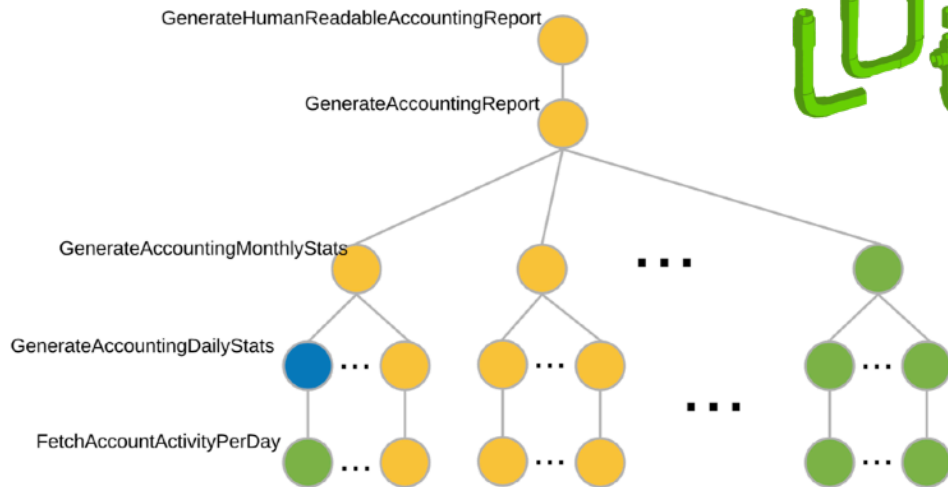 GenerateHumanReadableAccountingReport
GenerateAccountingReport
GenerateAccountingMonthlyStats
...
GenerateAccountingDailyStats
... ... ...
...
FetchAccountActivityPerDay
... ... ...